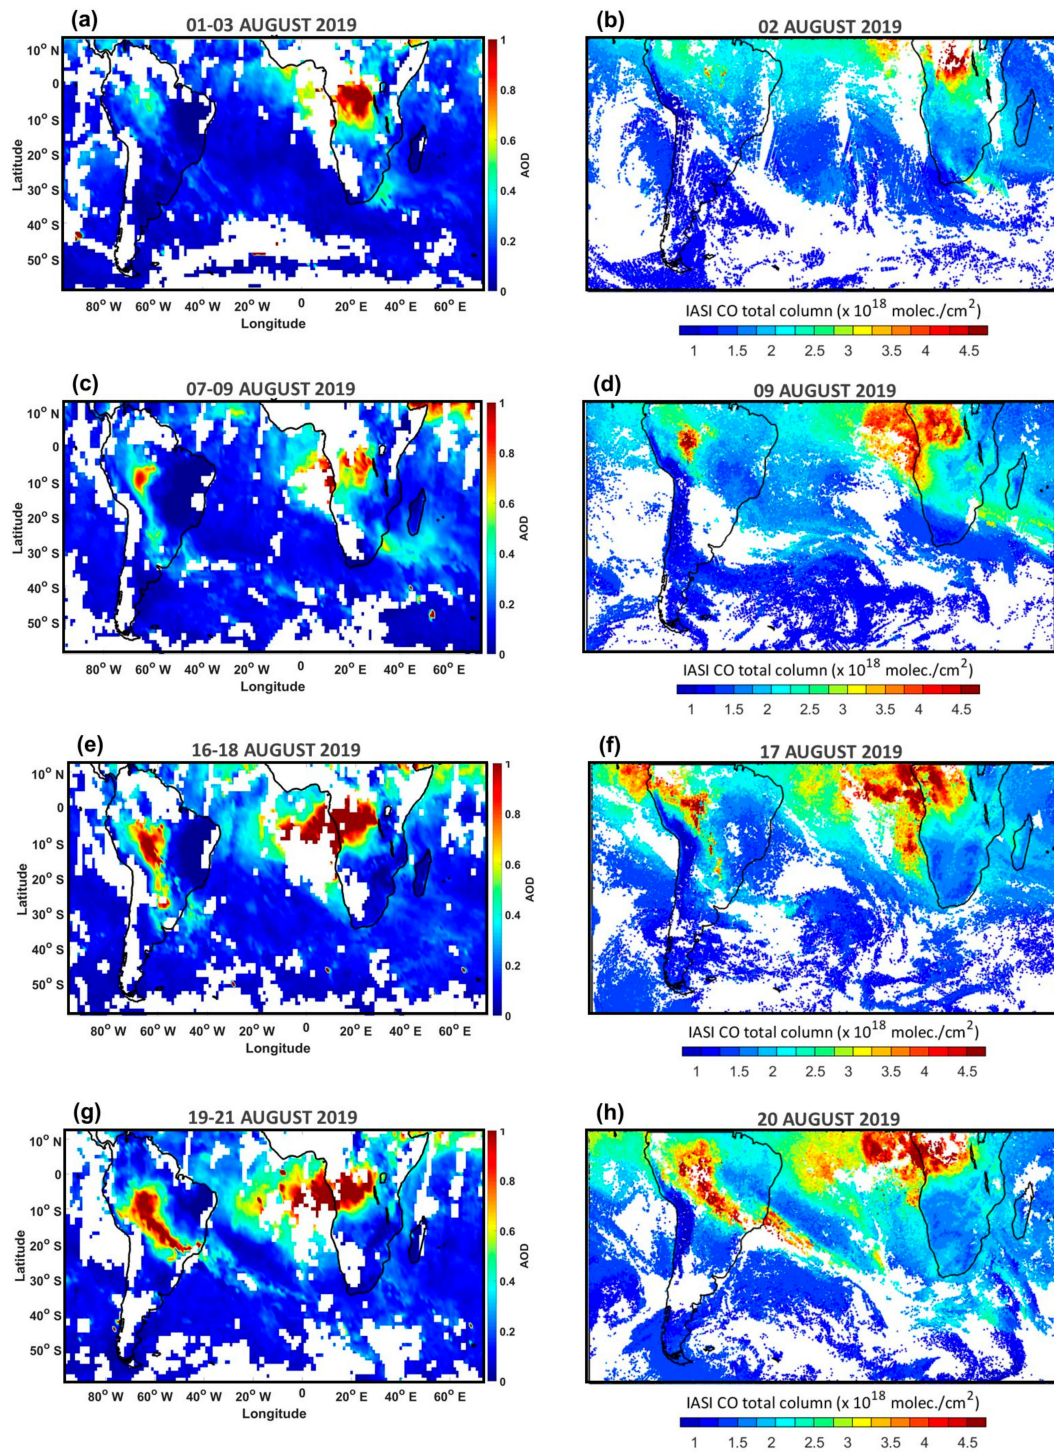 (a)
01-03 AUGUST 2019
10° N
0
10° S
20° S
30° S
40° S
50° S
Latitude
80° W 60° W 40° W 20° W 0 20° E 40° E 60° E
Longitude
1
0.8
0.6
0.4
0.2
0
AOD
(b)
02 AUGUST 2019
IASI CO total column (x 10^18 molec./cm^2)
1 1.5 2 2.5 3 3.5 4 4.5
(c)
07-09 AUGUST 2019
10° N
0
10° S
20° S
30° S
40° S
50° S
Latitude
80° W 60° W 40° W 20° W 0 20° E 40° E 60° E
Longitude
1
0.8
0.6
0.4
0.2
0
AOD
(d)
09 AUGUST 2019
IASI CO total column (x 10^18 molec./cm^2)
1 1.5 2 2.5 3 3.5 4 4.5
(e)
16-18 AUGUST 2019
10° N
0
10° S
20° S
30° S
40° S
50° S
Latitude
80° W 60° W 40° W 20° W 0 20° E 40° E 60° E
Longitude
1
0.8
0.6
0.4
0.2
0
AOD
(f)
17 AUGUST 2019
IASI CO total column (x 10^18 molec./cm^2)
1 1.5 2 2.5 3 3.5 4 4.5
(g)
19-21 AUGUST 2019
10° N
0
10° S
20° S
30° S
40° S
50° S
Latitude
80° W 60° W 40° W 20° W 0 20° E 40° E 60° E
Longitude
1
0.8
0.6
0.4
0.2
0
AOD
(h)
20 AUGUST 2019
IASI CO total column (x 10^18 molec./cm^2)
1 1.5 2 2.5 3 3.5 4 4.5